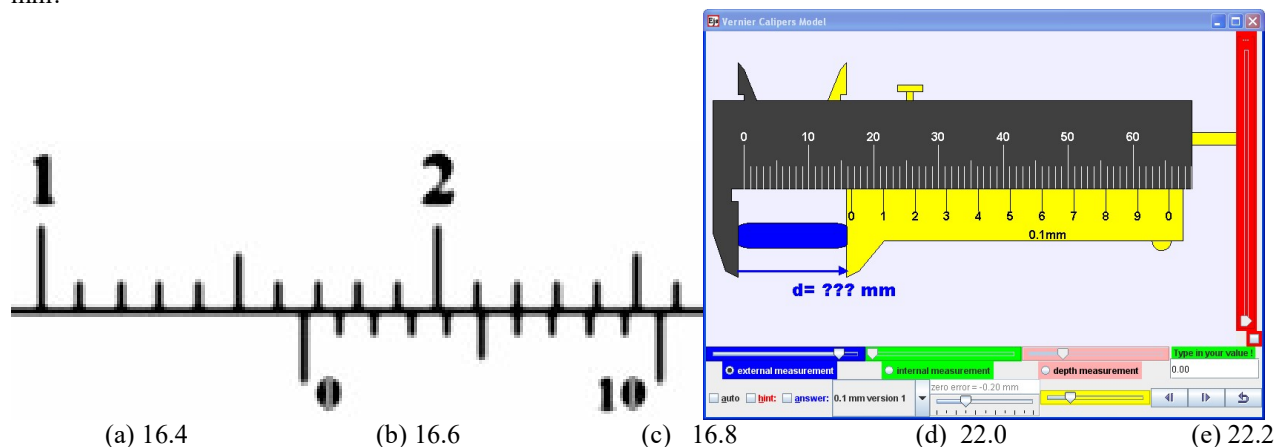 mm.
Vernier Calipers Model
1 2
0 10
0 10 20 30 40 50 60
0 1 2 3 4 5 6 7 8 9 0
0.1mm
d= ??? mm
Type in your value !
external measurement internal measurement depth measurement 0.00
auto hint: answer: 0.1 mm version 1 zero error = -0.20 mm
(a) 16.4 (b) 16.6 (c) 16.8 (d) 22.0 (e) 22.2